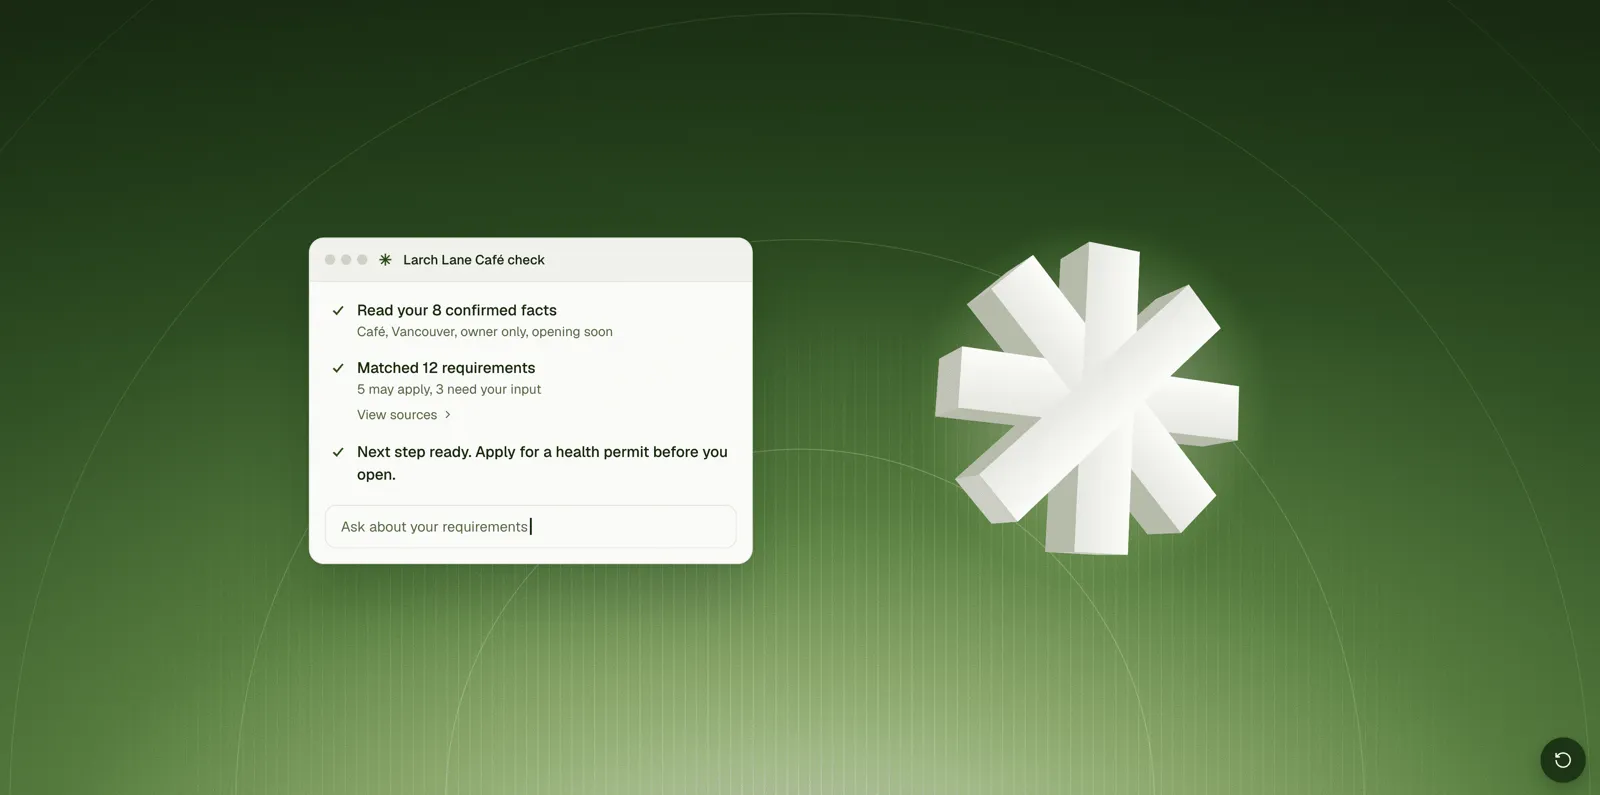 Larch Lane Café check
Read your 8 confirmed facts
Café, Vancouver, owner only, opening soon
Matched 12 requirements
5 may apply, 3 need your input
View sources
Next step ready. Apply for a health permit before you
open.
Ask about your requirements